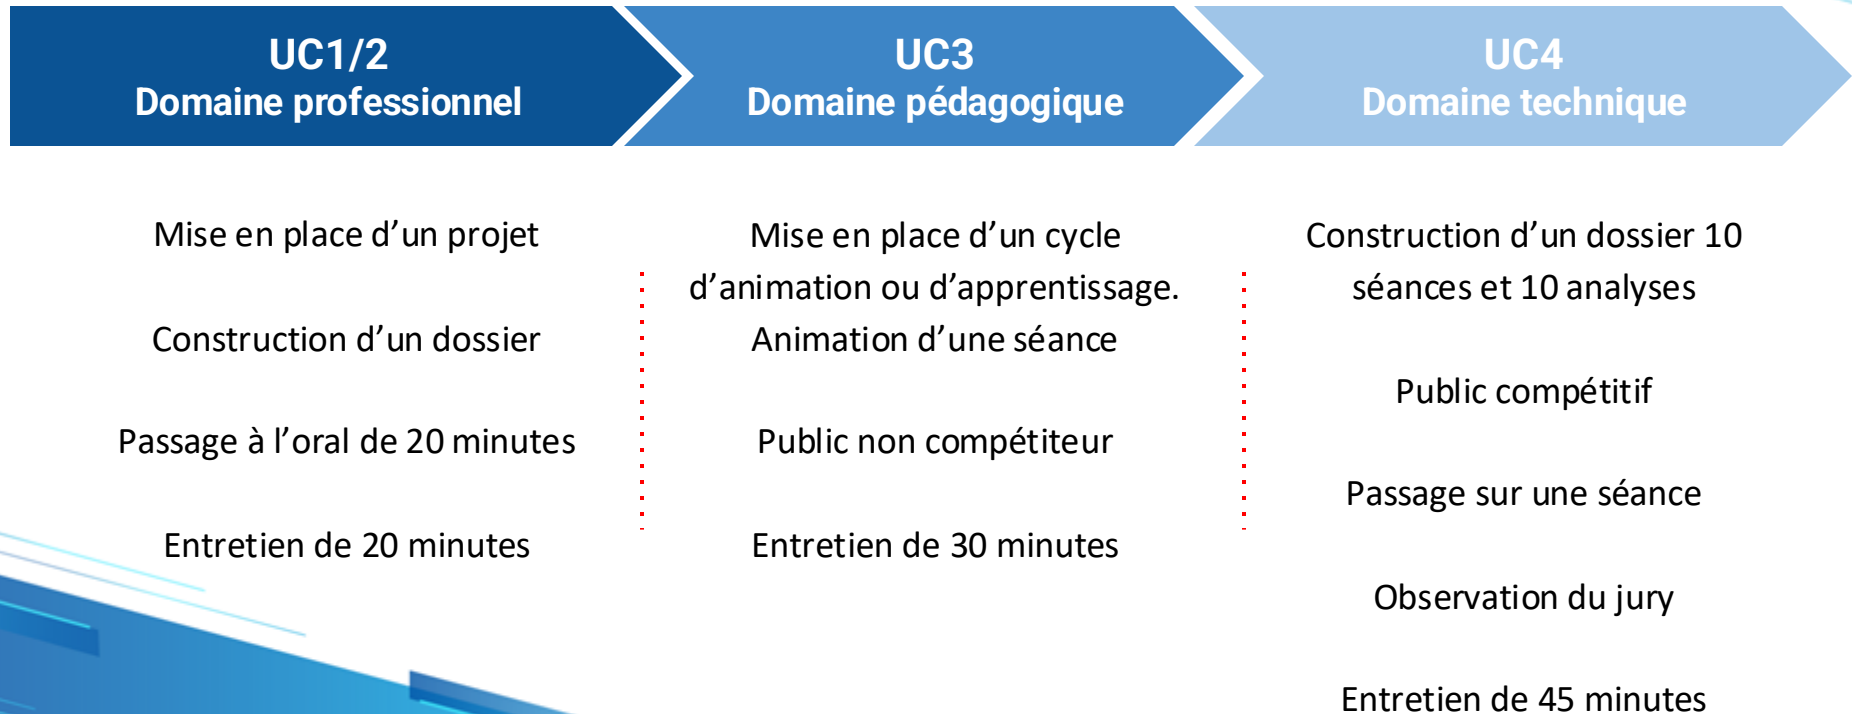 UC1/2
Domaine professionnel
UC3
Domaine pédagogique
UC4
Domaine technique
Mise en place d’un projet
Construction d’un dossier
Passage à l’oral de 20 minutes
Entretien de 20 minutes
Mise en place d’un cycle
d’animation ou d’apprentissage.
Animation d’une séance
Public non compétiteur
Entretien de 30 minutes
Construction d’un dossier 10
séances et 10 analyses
Public compétitif
Passage sur une séance
Observation du jury
Entretien de 45 minutes